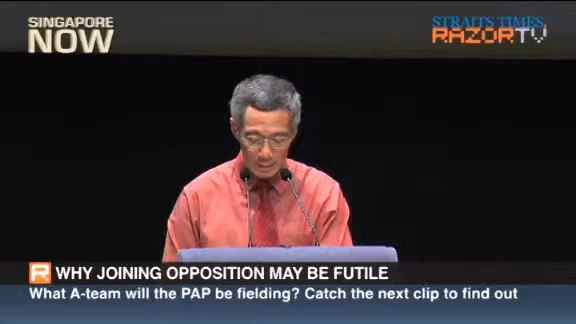 SINGAPORE
NOW
STRAITS TIMES
RAZORTV
R WHY JOINING OPPOSITION MAY BE FUTILE
What A-team will the PAP be fielding? Catch the next clip to find out